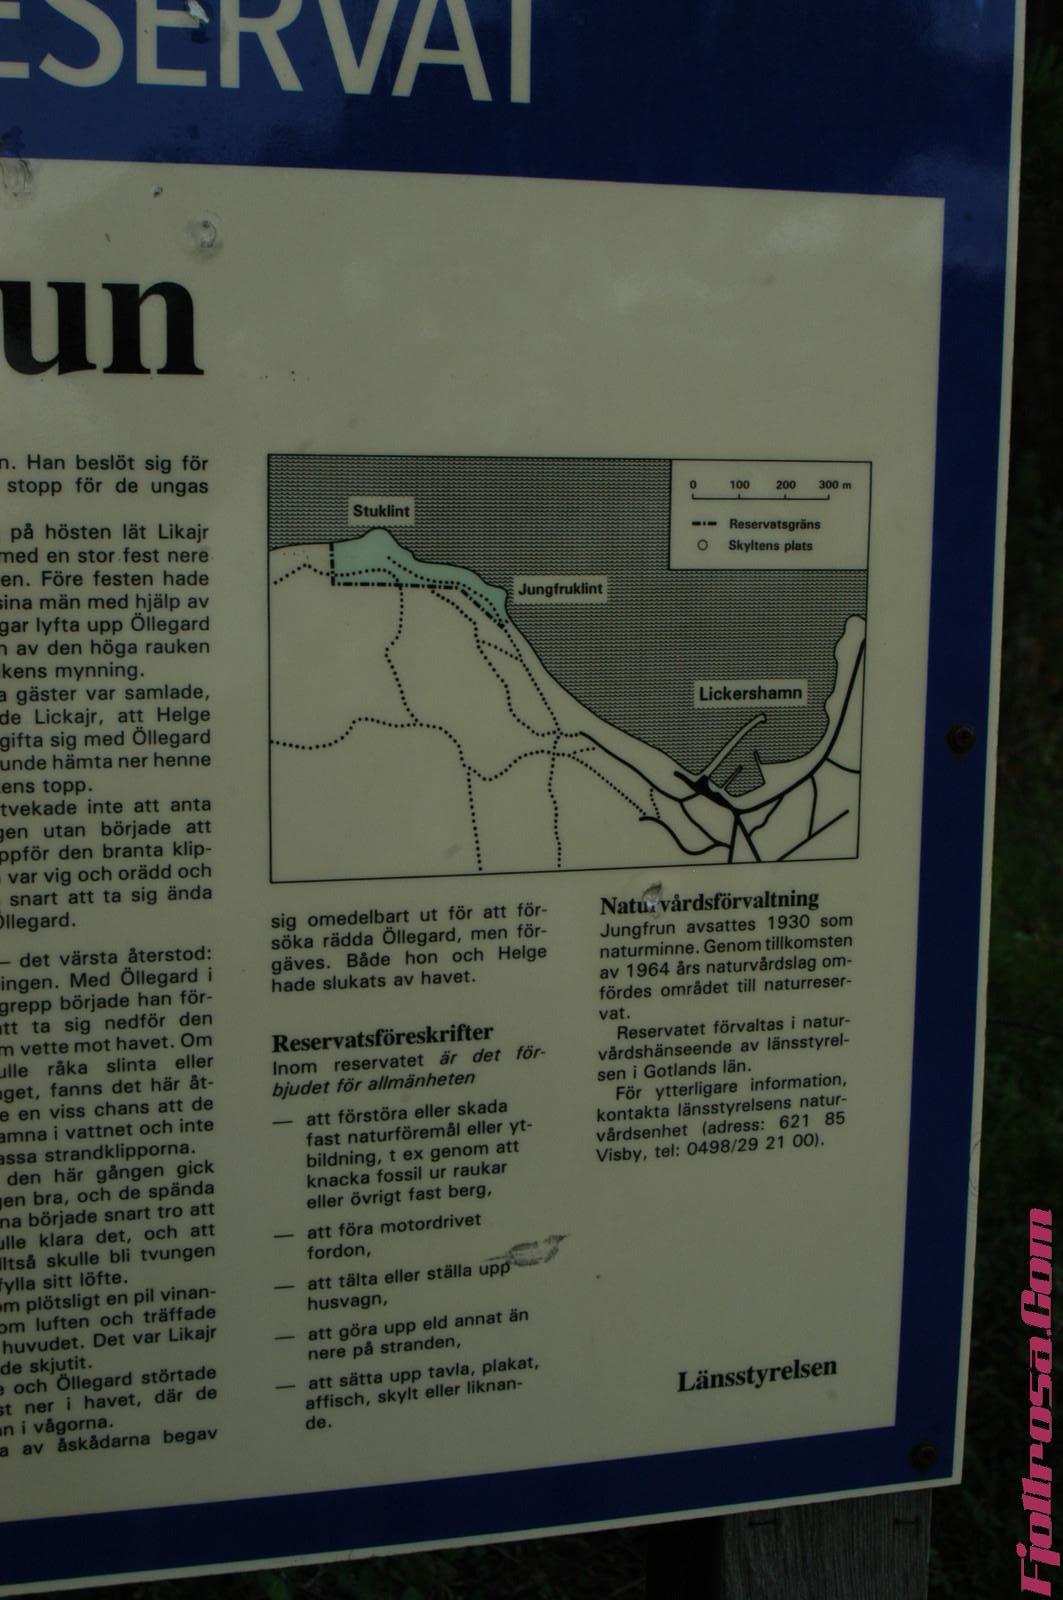 ESERVAT
un
n. Han beslöt sig för
stopp för de ungas
på hösten lät Likajr
med en stor fest nere
en. Före festen hade
sina män med hjälp av
gar lyfta upp Öllegard
n av den höga rauken
kens mynning.
a gäster var samlade,
de Lickajr, att Helge
gifta sig med Öllegard
unde hämta ner henne
ens topp.
tvekade inte att anta
gen utan började att
ppför den branta klip-
var vig och orädd och
snart att ta sig ända
Öllegard.
— det värsta återstod:
ingen. Med Öllegard i
grepp började han för-
att ta sig nedför den
m vette mot havet. Om
ulle råka slinta eller
get, fanns det här åt-
e en viss chans att de
amna i vattnet och inte
assa strandklipporna.
den här gången gick
gen bra, och de spända
na började snart tro att
ulle klara det, och att
lltså skulle bli tvungen
fylla sitt löfte.
om plötsligt en pil vinan-
om luften och träffade
huvudet. Det var Likajr
de skjutit.
e och Öllegard störtade
st ner i havet, där de
n i vågorna.
a av åskådarna begav
Stuklint
Jungfruklint
Lickershamn
0 100 200 300 m
Reservatsgräns
Skyltens plats
sig omedelbart ut för att för-
söka rädda Öllegard, men för-
gäves. Både hon och Helge
hade slukats av havet.
Reservatsföreskrifter
Inom reservatet är det för-
bjudet för allmänheten
— att förstöra eller skada
fast naturföremål eller yt-
bildning, t ex genom att
knacka fossil ur raukar
eller övrigt fast berg,
— att föra motordrivet
fordon,
— att tälta eller ställa upp
husvagn,
— att göra upp eld annat än
nere på stranden,
— att sätta upp tavla, plakat,
affisch, skylt eller liknan-
de.
Naturvårdsförvaltning
Jungfrun avsattes 1930 som
naturminne. Genom tillkomsten
av 1964 års naturvårdslag om-
fördes området till naturreser-
vat.
Reservatet förvaltas i natur-
vårdshänseende av länsstyrel-
sen i Gotlands län.
För ytterligare information,
kontakta länsstyrelsens natur-
vårdsenhet (adress: 621 85
Visby, tel: 0498/29 21 00).
Länsstyrelsen
Fjollrosa.Com